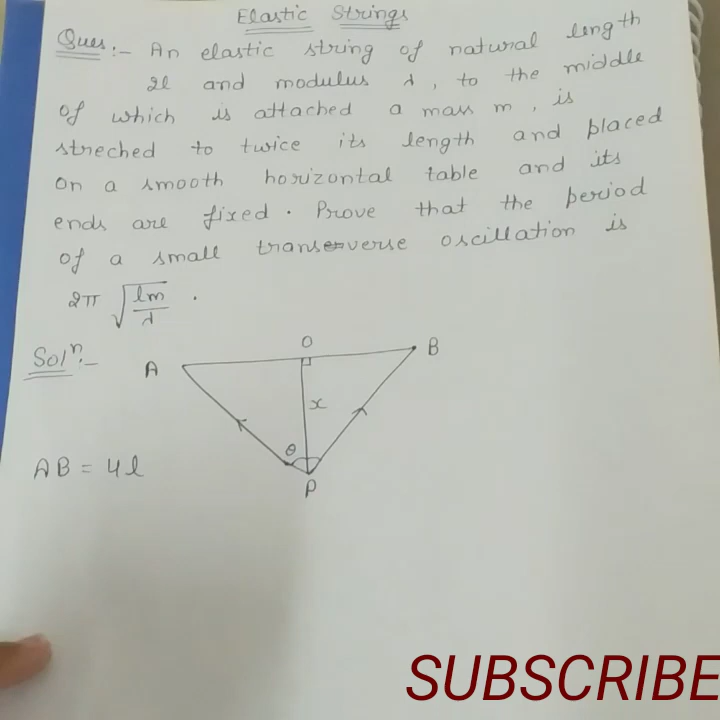 Elastic Strings
Ques:- An elastic string of natural length
2l and modulus λ, to the middle
of which is attached a mass m, is
streched to twice its length and placed
on a smooth horizontal table and its
ends are fixed. Prove that the period
of a small transverse oscillation is
2π √(lm/λ) .
Solⁿ:-
A O B
x
θ
AB = 4l
P
SUBSCRIBE